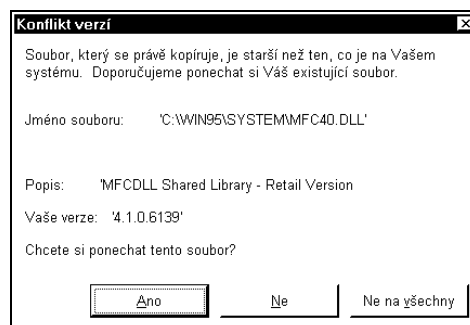 Konflikt verzí
Soubor, který se právě kopíruje, je starší než ten, co je na Vašem
systému. Doporučujeme ponechat si Váš existující soubor.
Jméno souboru: 'C:\WIN95\SYSTEM\MFC40.DLL'
Popis: 'MFCDLL Shared Library - Retail Version
Vaše verze: '4.1.0.6139'
Chcete si ponechat tento soubor?
Ano Ne Ne na všechny